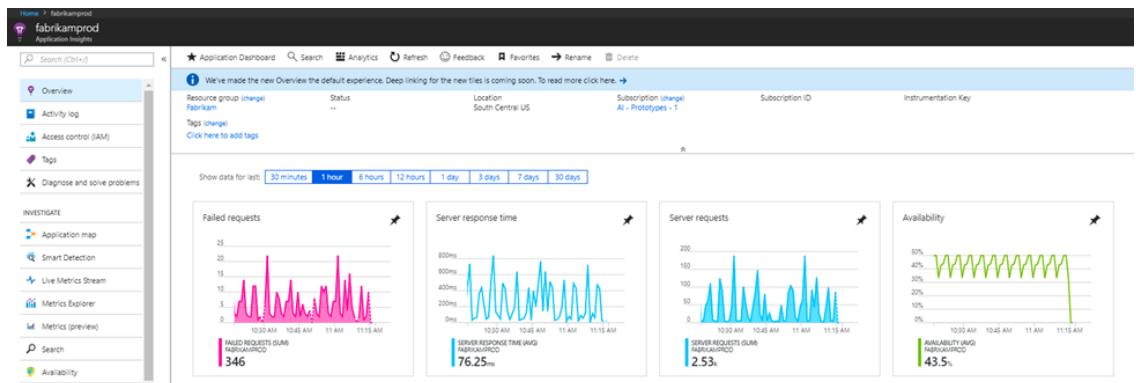 Home > fabrikamprod
fabrikamprod
Application Insights
Search (Ctrl+/)
Overview
Activity log
Access control (IAM)
Tags
Diagnose and solve problems
INVESTIGATE
Application map
Smart Detection
Live Metrics Stream
Metrics Explorer
Metrics (preview)
Search
Availability
Application Dashboard Search Analytics Refresh Feedback Favorites Rename Delete
We've made the new Overview the default experience. Deep linking for the new tiles is coming soon. To read more click here. →
Resource group (change) Status Location Subscription (change) Subscription ID Instrumentation Key
Fabrikam -- South Central US AI - Prototypes - 1
Tags (change)
Click here to add tags
Show data for last: 30 minutes 1 hour 6 hours 12 hours 1 day 3 days 7 days 30 days
Failed requests
25
20
15
10
5
0
10:30 AM 10:45 AM 11 AM 11:15 AM
FAILED REQUESTS (SUM)
FABRIKAMPROD
346
Server response time
800ms
600ms
400ms
200ms
0ms
10:30 AM 10:45 AM 11 AM 11:15 AM
SERVER RESPONSE TIME (AVG)
FABRIKAMPROD
76.25ms
Server requests
200
150
100
50
0
10:30 AM 10:45 AM 11 AM 11:15 AM
SERVER REQUESTS (SUM)
FABRIKAMPROD
2.53k
Availability
50%
40%
30%
20%
10%
0%
10:30 AM 10:45 AM 11 AM 11:15 AM
AVAILABILITY (AVG)
FABRIKAMPROD
43.5%